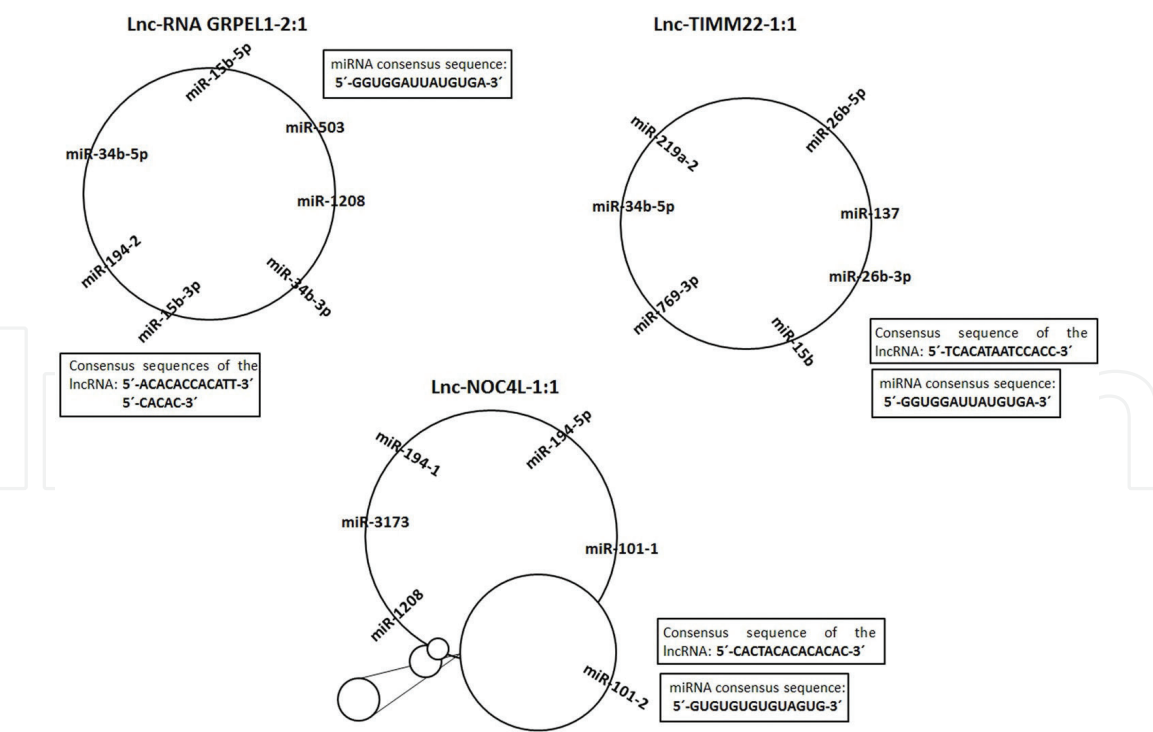 Lnc-RNA GRPEL1-2:1
miR-15b-5p
miRNA consensus sequence:
5´-GGUGGAUUAUGUGA-3´
miR-503
miR-34b-5p
miR-1208
miR-194-2
miR-34b-3p
miR-15b-3p
Consensus sequences of the
lncRNA: 5´-ACACACCACATT-3´
5´-CACAC-3´
Lnc-TIMM22-1:1
miR-26b-5p
miR-219a-2
miR-34b-5p
miR-137
miR-26b-3p
miR-769-3p
miR-15b
Consensus sequence of the
lncRNA: 5´-TCACATAATCCACC-3´
miRNA consensus sequence:
5´-GGUGGAUUAUGUGA-3´
Lnc-NOC4L-1:1
miR-194-5p
miR-194-1
miR-3173
miR-101-1
miR-1208
miR-101-2
Consensus sequence of the
lncRNA: 5´-CACTACACACACAC-3´
miRNA consensus sequence:
5´-GUGUGUGUGUAGUG-3´